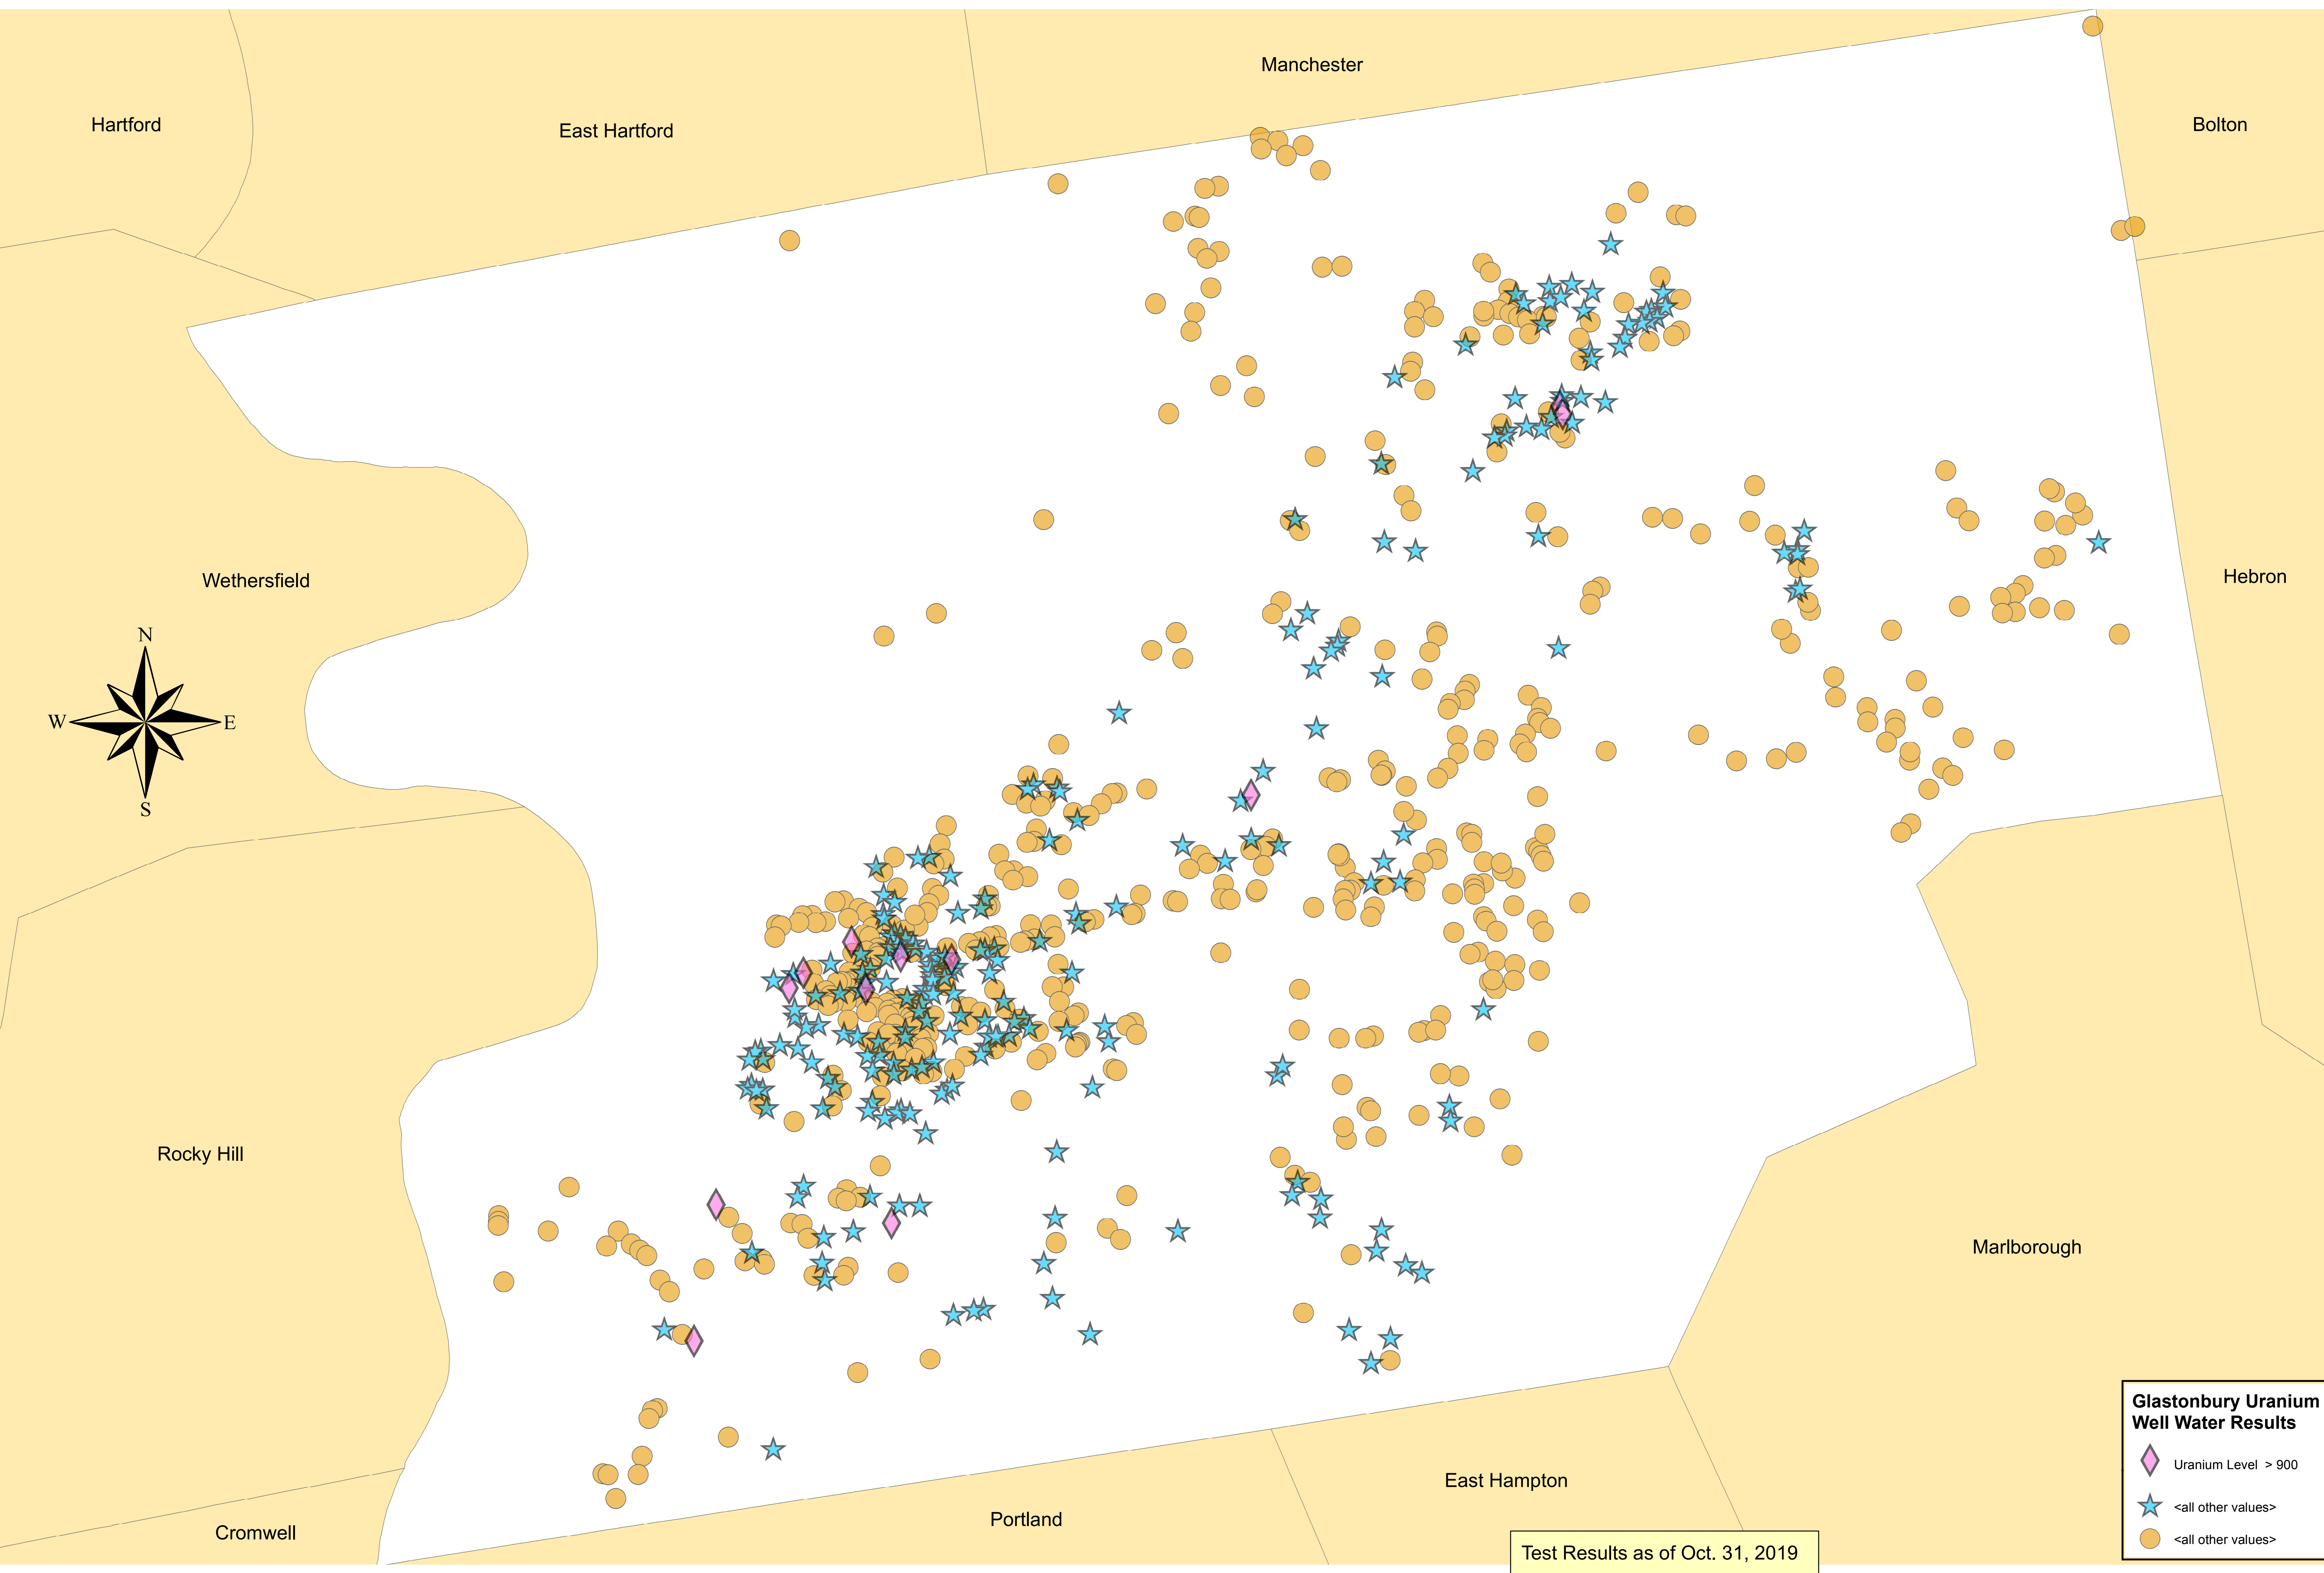 Manchester
Hartford
East Hartford
Bolton
Wethersfield
Hebron
N
W
E
S
Rocky Hill
Marlborough
Glastonbury Uranium
Well Water Results
Uranium Level > 900
<all other values>
<all other values>
East Hampton
Portland
Cromwell
Test Results as of Oct. 31, 2019